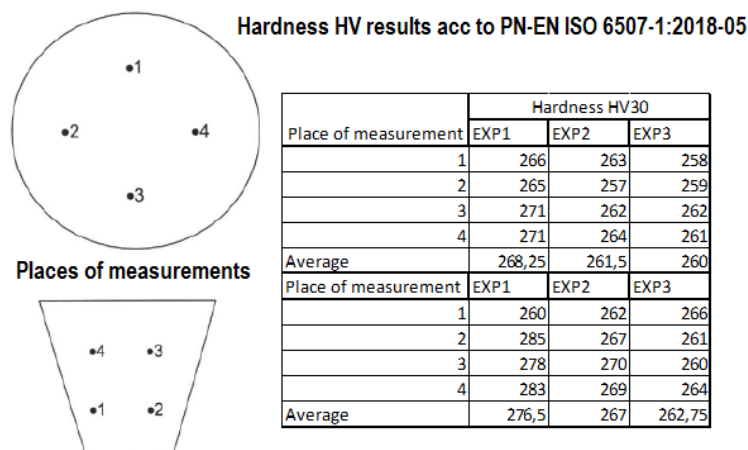 Hardness HV results acc to PN-EN ISO 6507-1:2018-05
1
2
4
3
Places of measurements
4
3
1
2
Hardness HV30
Place of measurement EXP1 EXP2 EXP3
1 266 263 258
2 265 257 259
3 271 262 262
4 271 264 261
Average 268,25 261,5 260
Place of measurement EXP1 EXP2 EXP3
1 260 262 266
2 285 267 261
3 278 270 260
4 283 269 264
Average 276,5 267 262,75